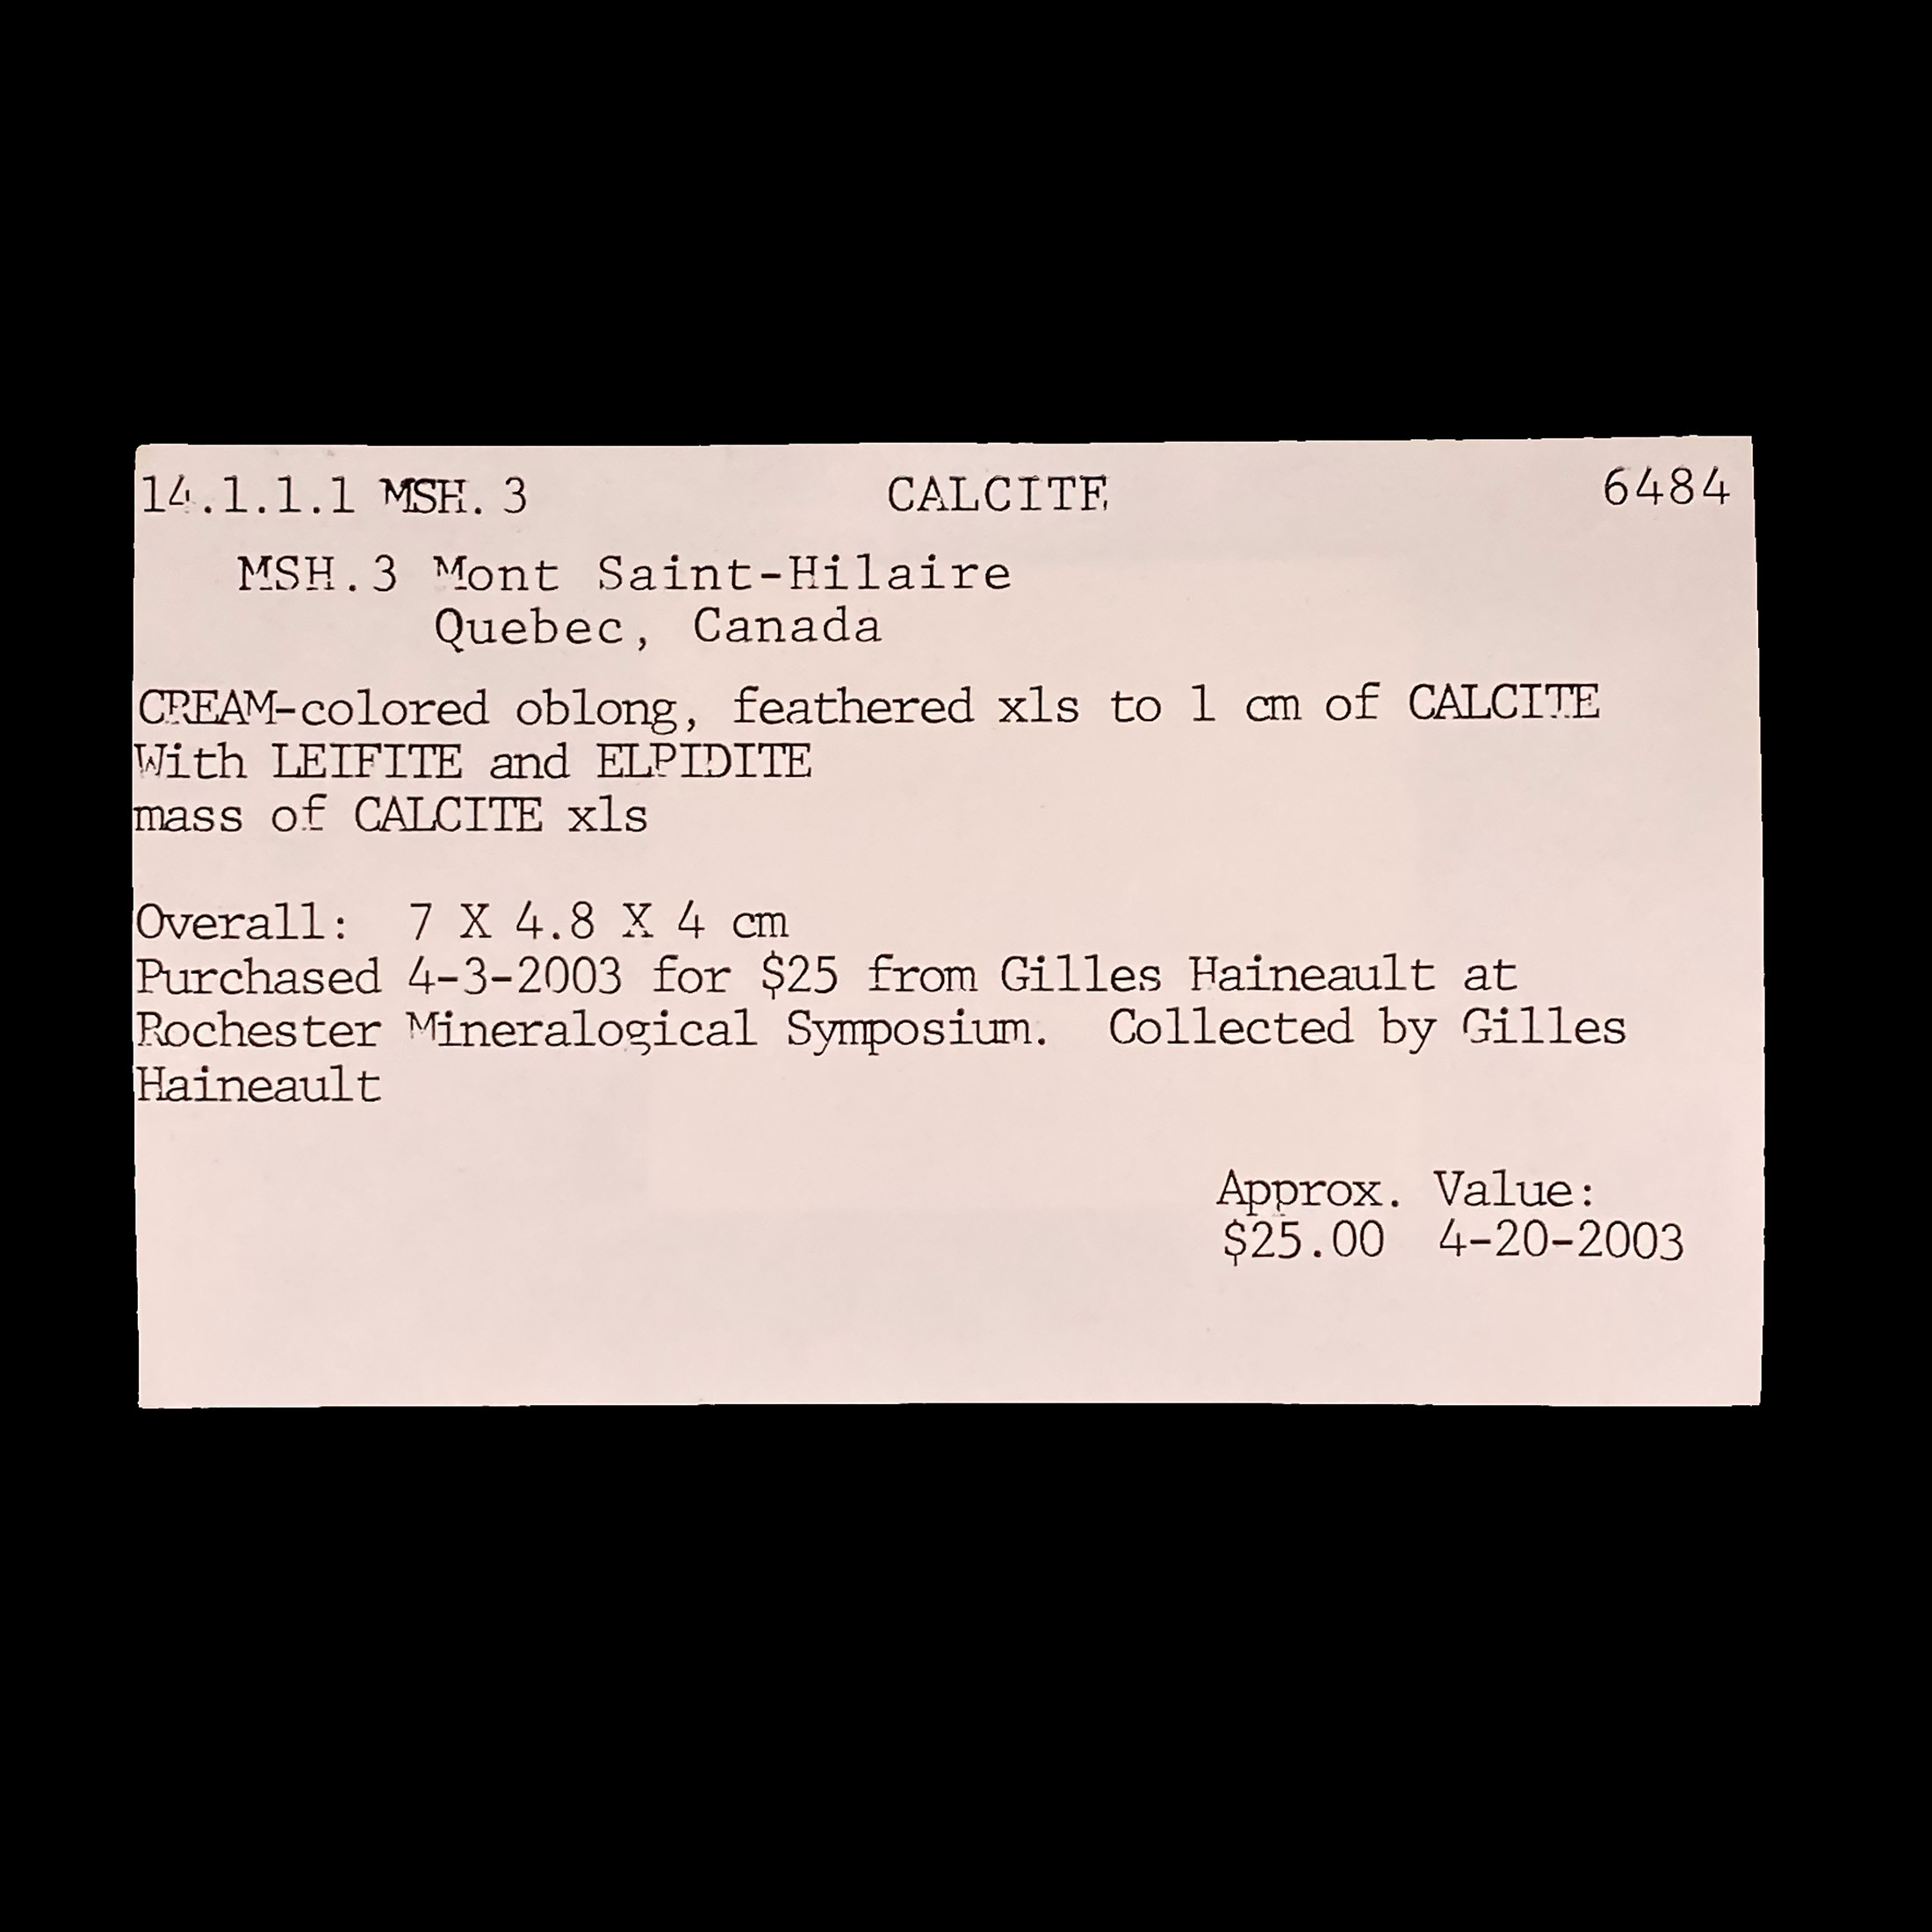 14.1.1.1 MSH.3 CALCITE 6484
MSH.3 Mont Saint-Hilaire
Quebec, Canada
CREAM-colored oblong, feathered xls to 1 cm of CALCITE
With LEIFITE and ELPIDITE
mass of CALCITE xls
Overall: 7 X 4.8 X 4 cm
Purchased 4-3-2003 for $25 from Gilles Haineault at
Rochester Mineralogical Symposium. Collected by Gilles
Haineault
Approx. Value:
$25.00 4-20-2003